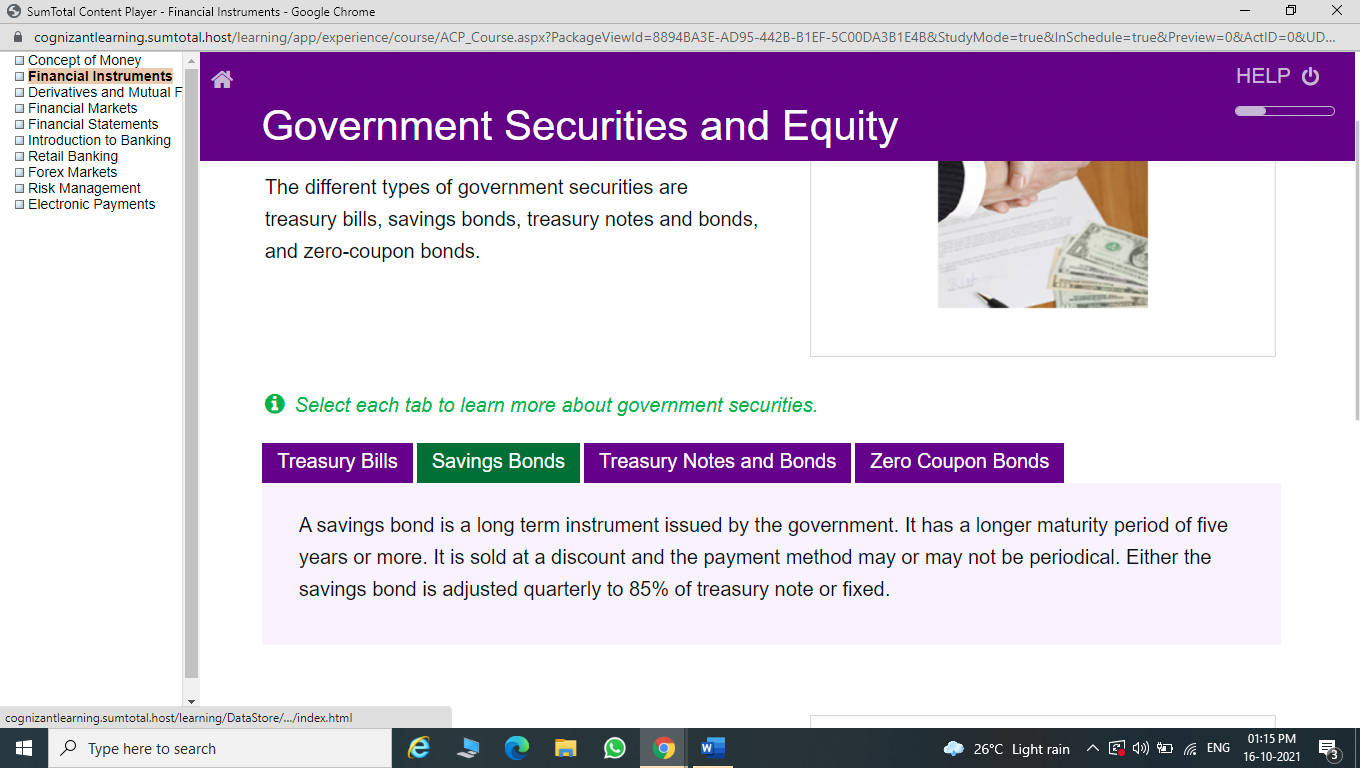 SumTotal Content Player - Financial Instruments - Google Chrome
cognizantlearning.sumtotal.host/learning/app/experience/course/ACP_Course.aspx?PackageViewId=8894BA3E-AD95-442B-B1EF-5C00DA3B1E4B&StudyMode=true&InSchedule=true&Preview=0&ActID=0&UD...
Concept of Money
Financial Instruments
Derivatives and Mutual F
Financial Markets
Financial Statements
Introduction to Banking
Retail Banking
Forex Markets
Risk Management
Electronic Payments
HELP
Government Securities and Equity
The different types of government securities are
treasury bills, savings bonds, treasury notes and bonds,
and zero-coupon bonds.
Select each tab to learn more about government securities.
Treasury Bills Savings Bonds Treasury Notes and Bonds Zero Coupon Bonds
A savings bond is a long term instrument issued by the government. It has a longer maturity period of five
years or more. It is sold at a discount and the payment method may or may not be periodical. Either the
savings bond is adjusted quarterly to 85% of treasury note or fixed.
cognizantlearning.sumtotal.host/learning/DataStore/.../index.html
Type here to search
26°C Light rain
ENG
01:15 PM
16-10-2021
3